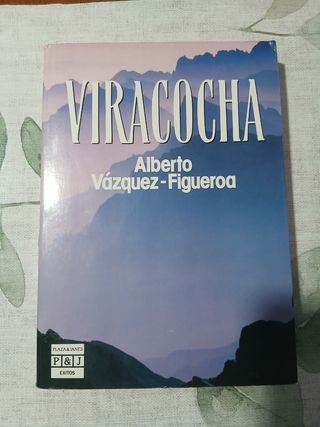 VIRACOCHA
Alberto
Vázquez-Figueroa
PLAZA & JANES
P&J
EXITOS